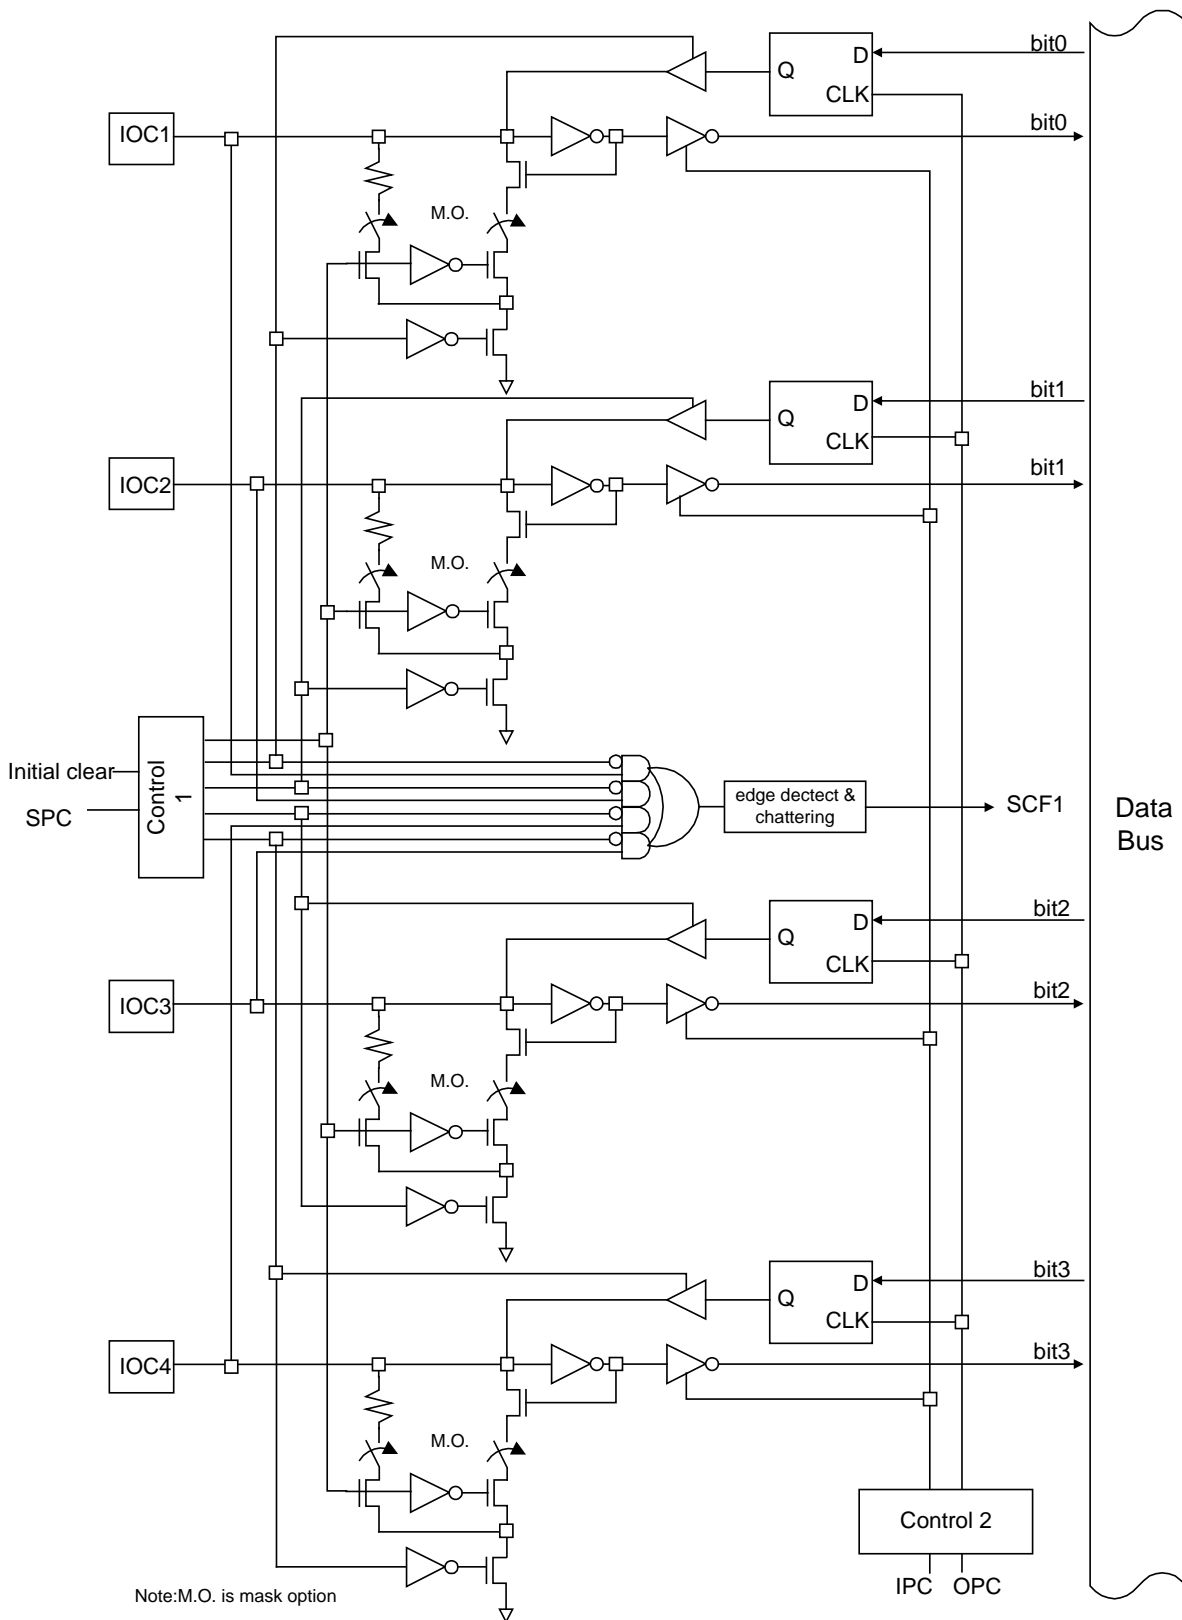 bit0
Q
D
CLK
IOC1
bit0
M.O.
bit1
Q
D
CLK
IOC2
bit1
M.O.
Initial clear
SPC
Control
1
edge dectect &
chattering
SCF1
Data
Bus
bit2
Q
D
CLK
IOC3
bit2
M.O.
bit3
Q
D
CLK
IOC4
bit3
M.O.
Control 2
IPC
OPC
Note:M.O. is mask option